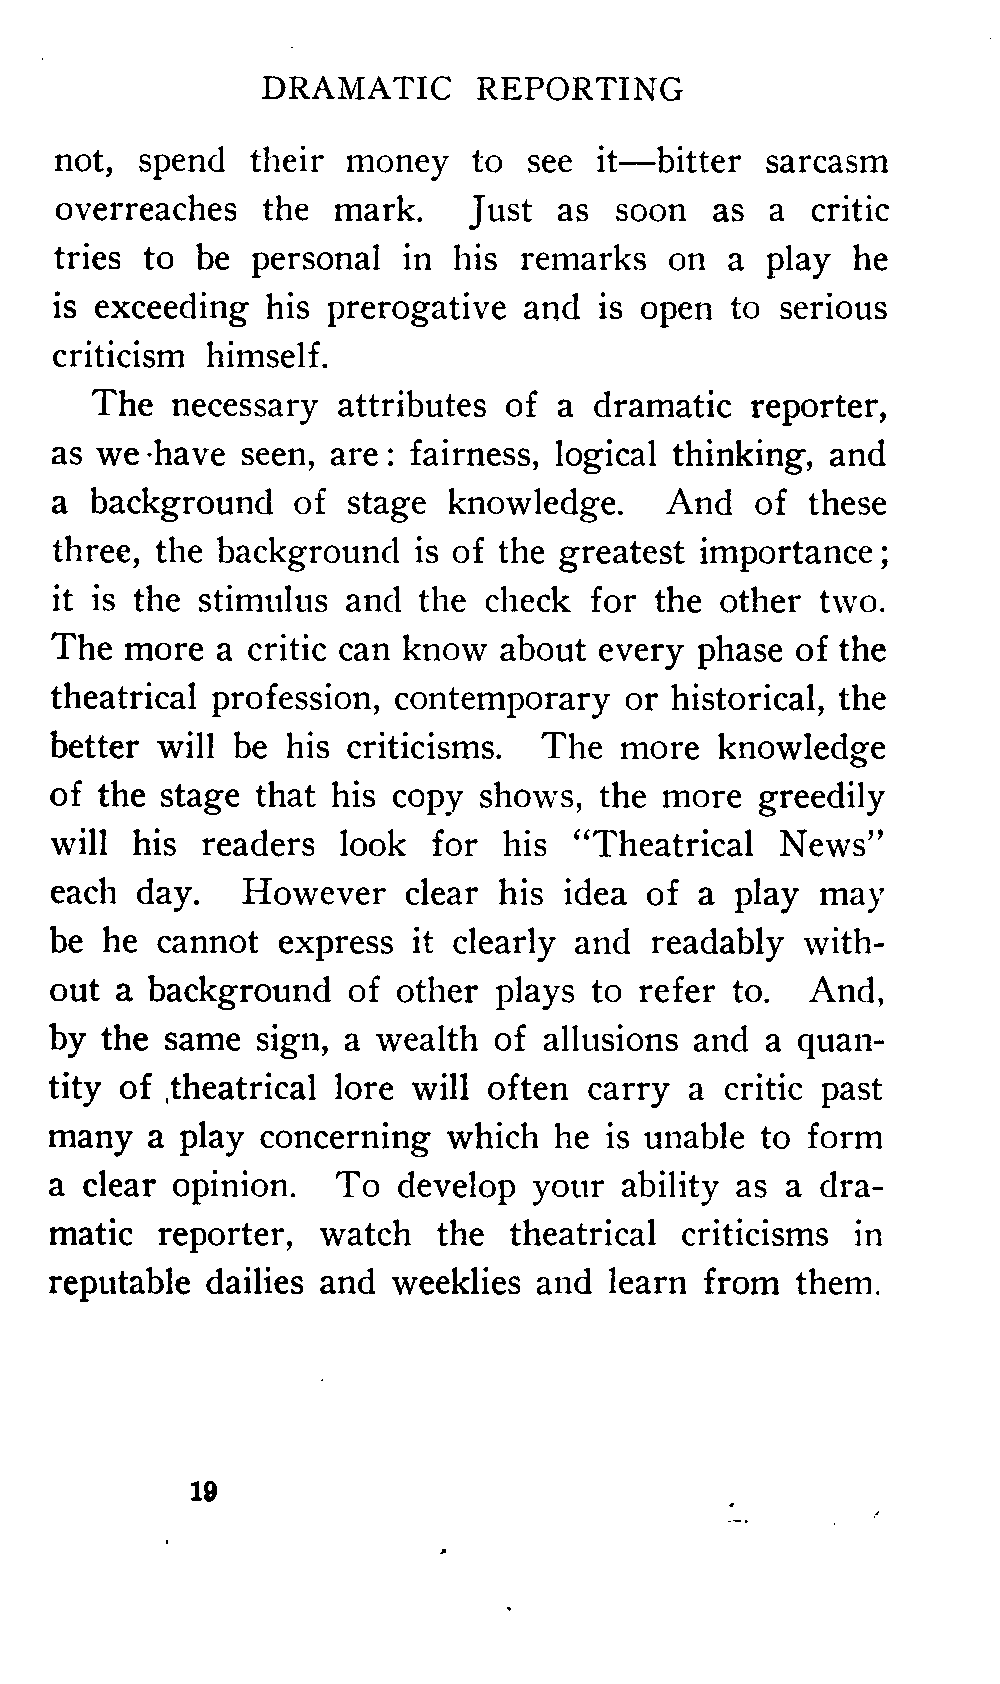 DRAMATIC REPORTING
not, spend their money to see it—bitter sarcasm
overreaches the mark. Just as soon as a critic
tries to be personal in his remarks on a play he
is exceeding his prerogative and is open to serious
criticism himself.
The necessary attributes of a dramatic reporter,
as we have seen, are: fairness, logical thinking, and
a background of stage knowledge. And of these
three, the background is of the greatest importance;
it is the stimulus and the check for the other two.
The more a critic can know about every phase of the
theatrical profession, contemporary or historical, the
better will be his criticisms. The more knowledge
of the stage that his copy shows, the more greedily
will his readers look for his “Theatrical News”
each day. However clear his idea of a play may
be he cannot express it clearly and readably with-
out a background of other plays to refer to. And,
by the same sign, a wealth of allusions and a quan-
tity of theatrical lore will often carry a critic past
many a play concerning which he is unable to form
a clear opinion. To develop your ability as a dra-
matic reporter, watch the theatrical criticisms in
reputable dailies and weeklies and learn from them.
19